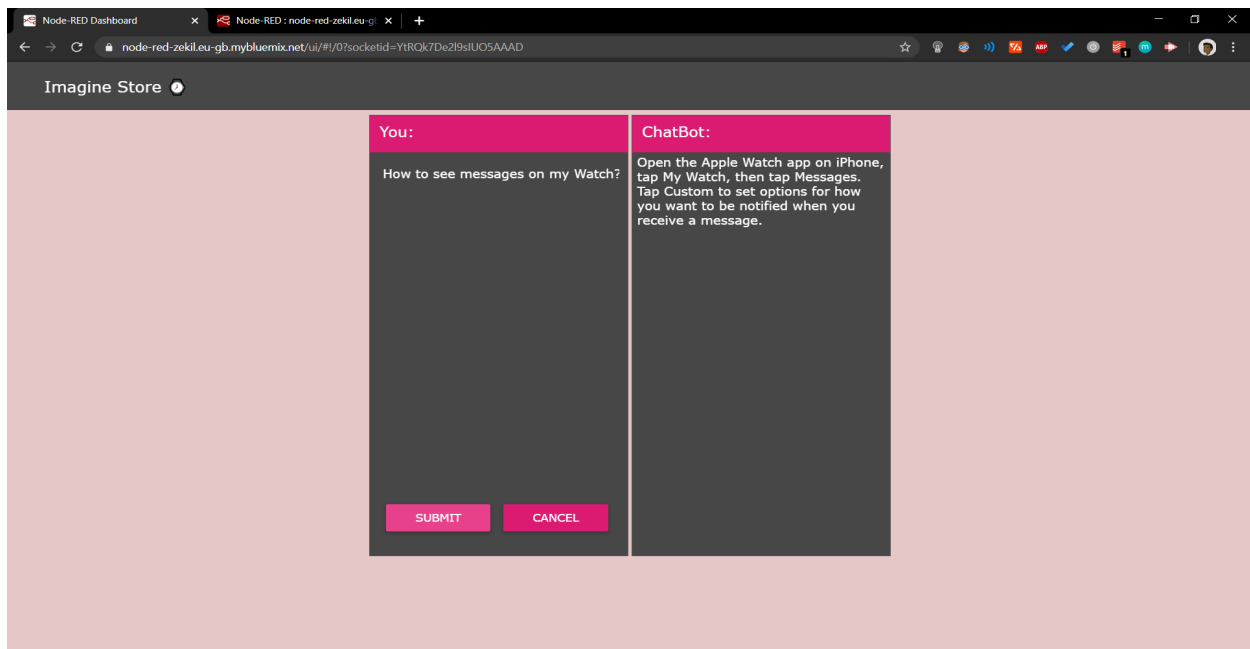 Node-RED Dashboard
Node-RED : node-red-zekil.eu-gb
node-red-zekil.eu-gb.mybluemix.net/ui/#!/0?socketid=YtRQk7De2l9sIUO5AAAD
ABP
1
m
Imagine Store
You:
How to see messages on my Watch?
SUBMIT
CANCEL
ChatBot:
Open the Apple Watch app on iPhone,
tap My Watch, then tap Messages.
Tap Custom to set options for how
you want to be notified when you
receive a message.